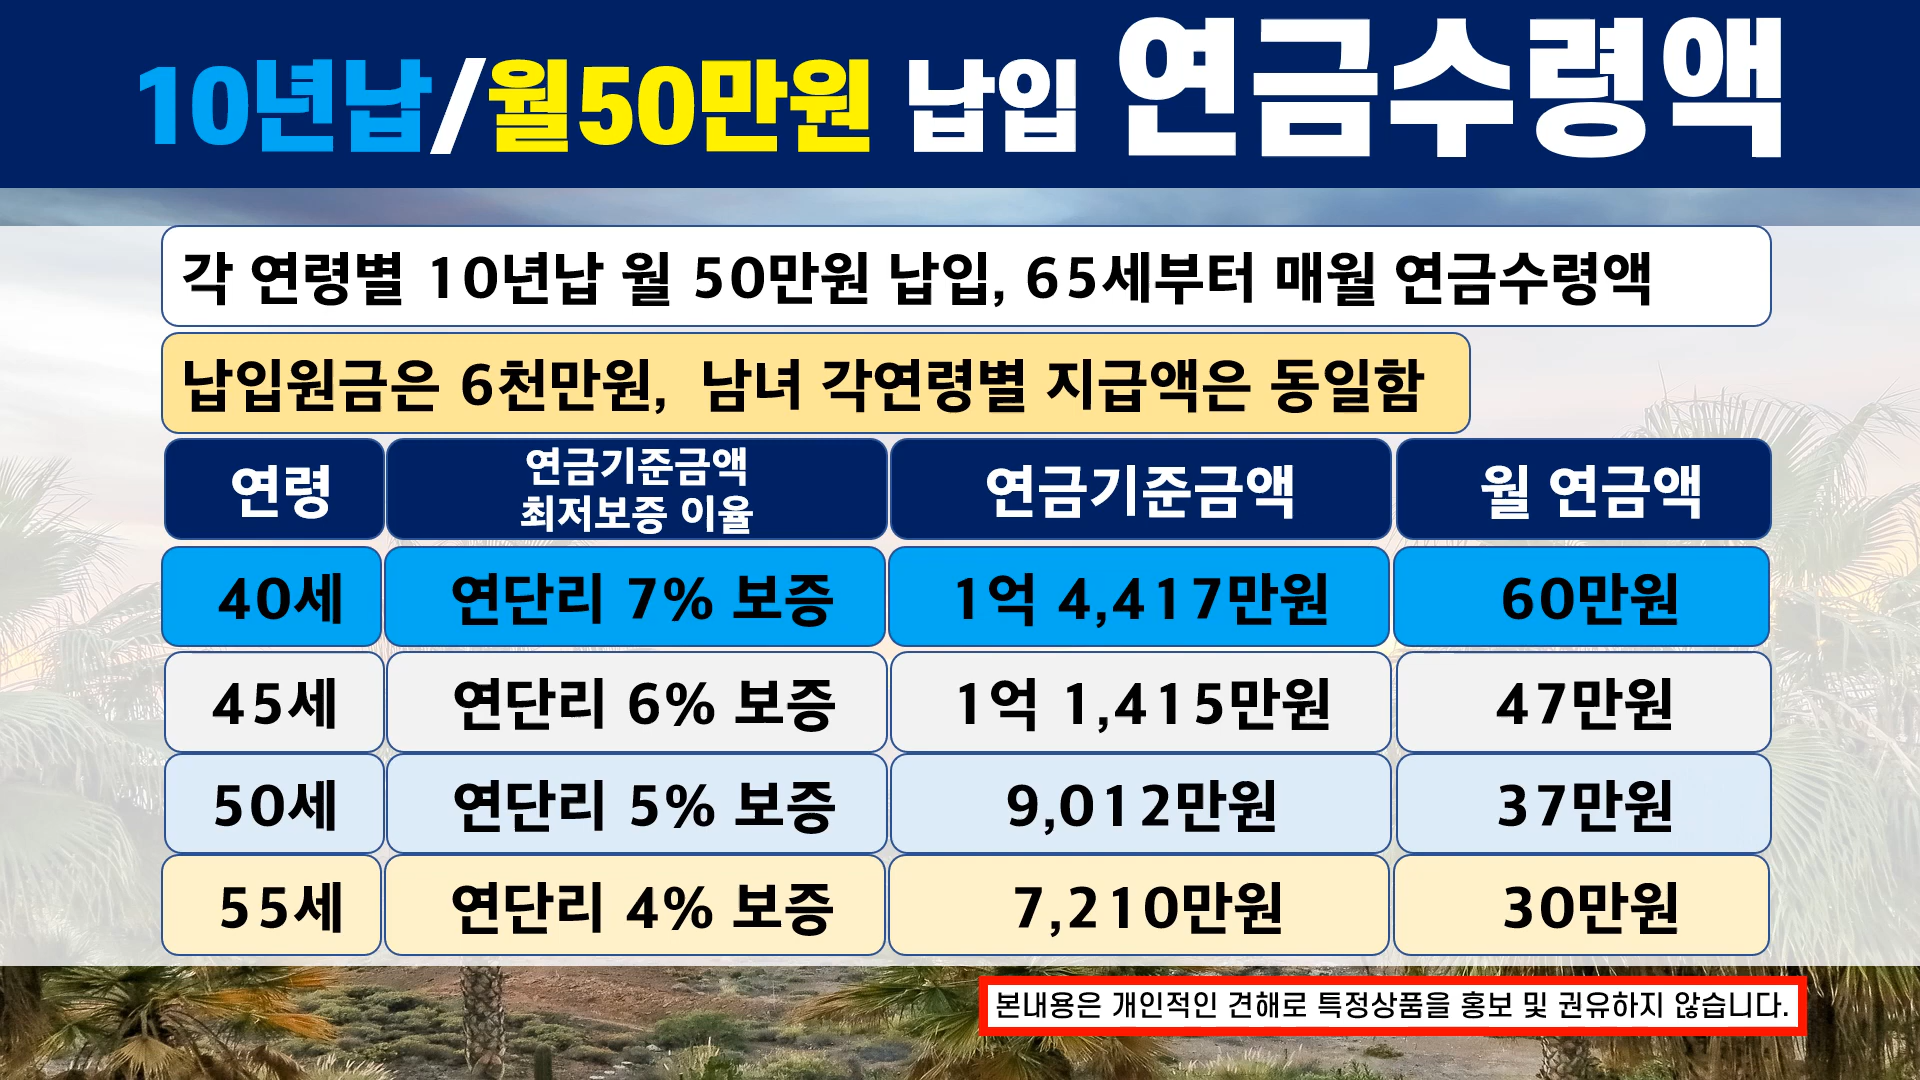 10년납/월50만원 납입 연금수령액
각 연령별 10년납 월 50만원 납입, 65세부터 매월 연금수령액
납입원금은 6천만원, 남녀 각연령별 지급액은 동일함
연령 연금기준금액 최저보증 이율 연금기준금액 월 연금액
40세 연단리 7% 보증 1억 4,417만원 60만원
45세 연단리 6% 보증 1억 1,415만원 47만원
50세 연단리 5% 보증 9,012만원 37만원
55세 연단리 4% 보증 7,210만원 30만원
본내용은 개인적인 견해로 특정상품을 홍보 및 권유하지 않습니다.